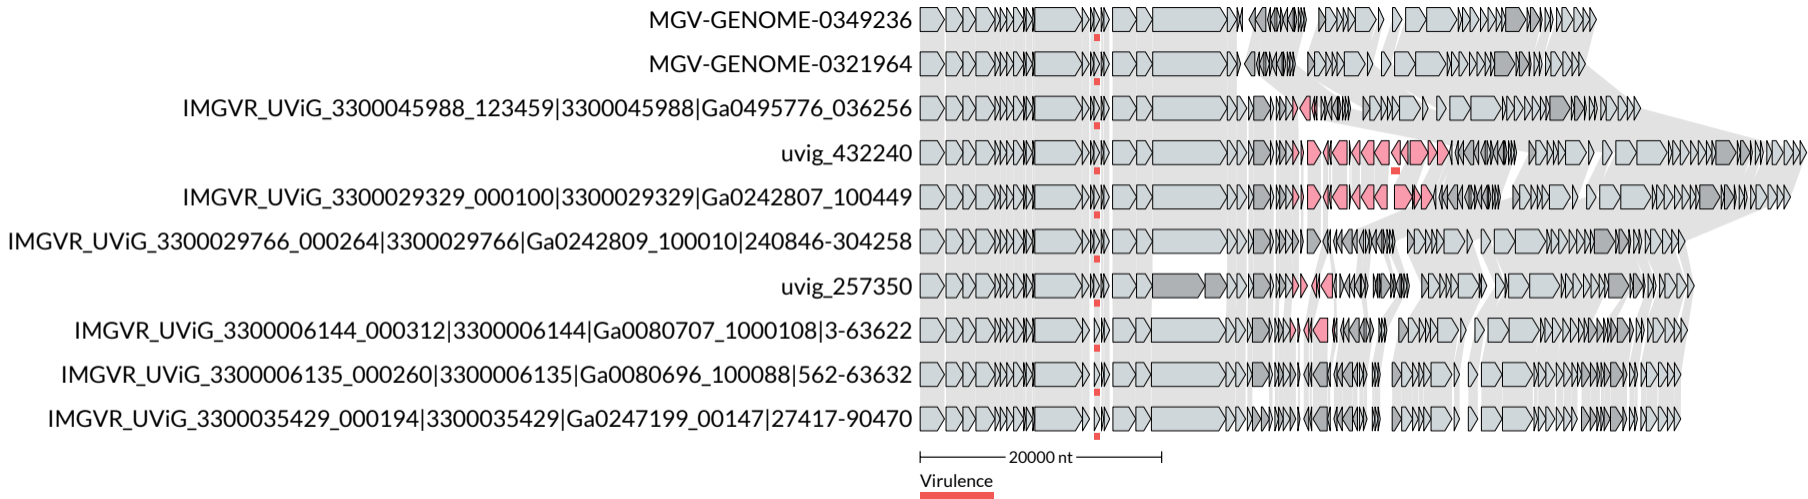 MGV-GENOME-0349236
MGV-GENOME-0321964
IMGVR_UViG_3300045988_123459|3300045988|Ga0495776_036256
uvig_432240
IMGVR_UViG_3300029329_000100|3300029329|Ga0242807_100449
IMGVR_UViG_3300029766_000264|3300029766|Ga0242809_100010|240846-304258
uvig_257350
IMGVR_UViG_3300006144_000312|3300006144|Ga0080707_1000108|3-63622
IMGVR_UViG_3300006135_000260|3300006135|Ga0080696_100088|562-63632
IMGVR_UViG_3300035429_000194|3300035429|Ga0247199_00147|27417-90470
20000 nt
Virulence